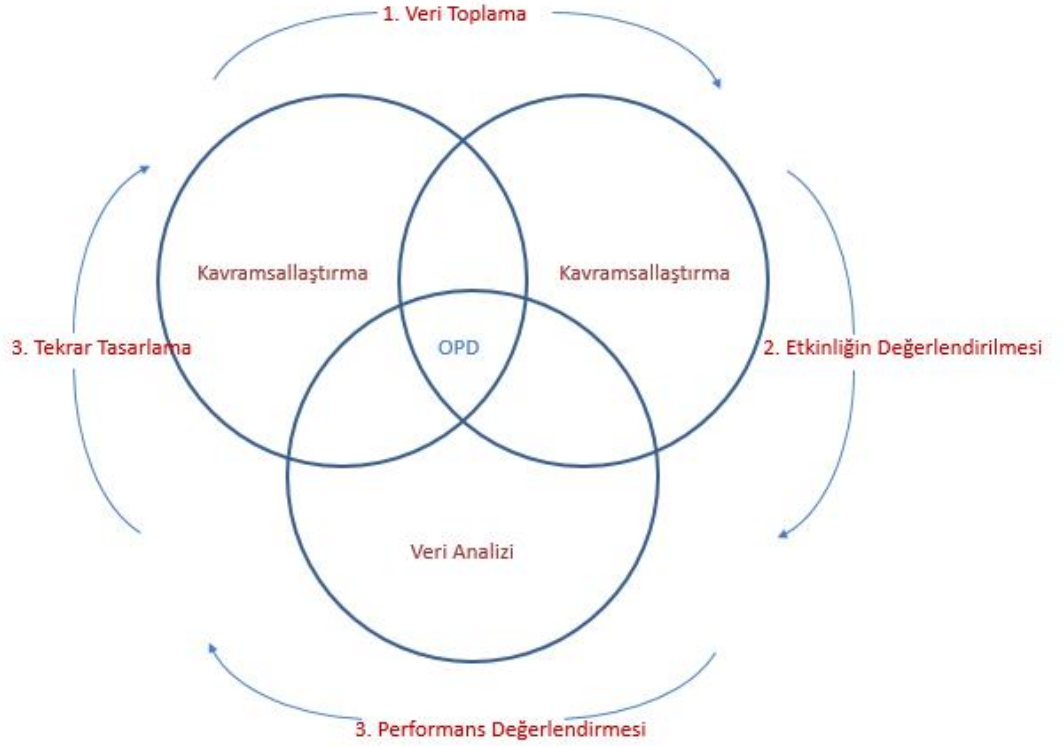 1. Veri Toplama
Kavramsallaştırma
Kavramsallaştırma
3. Tekrar Tasarlama
OPD
2. Etkinliğin Değerlendirilmesi
Veri Analizi
3. Performans Değerlendirmesi